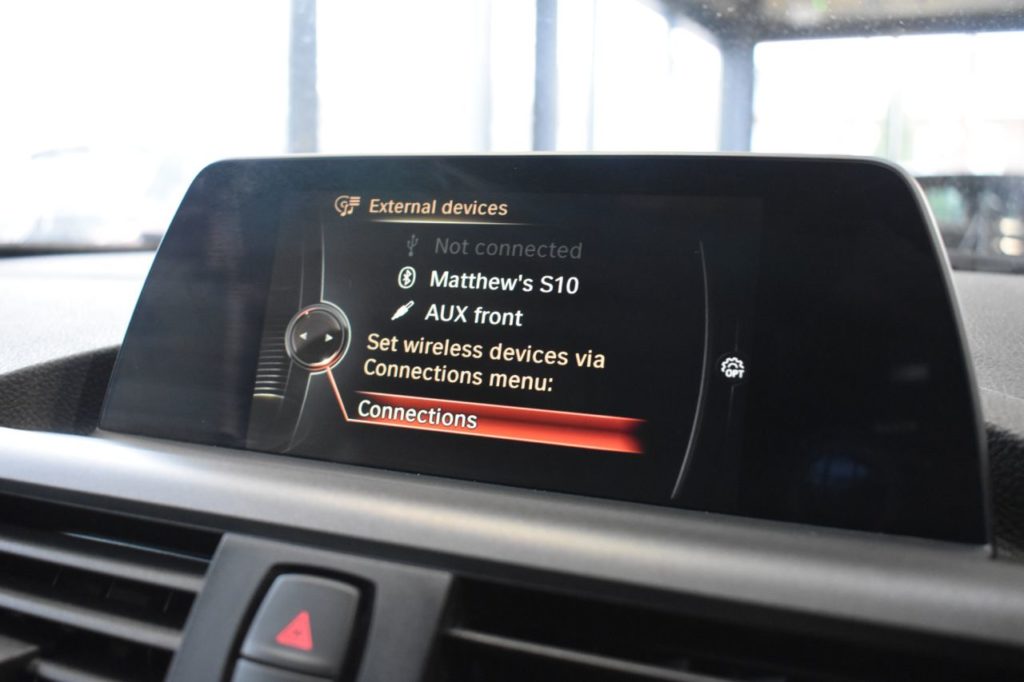 External devices
Not connected
Matthew's S10
AUX front
Set wireless devices via
Connections menu:
Connections
OPT